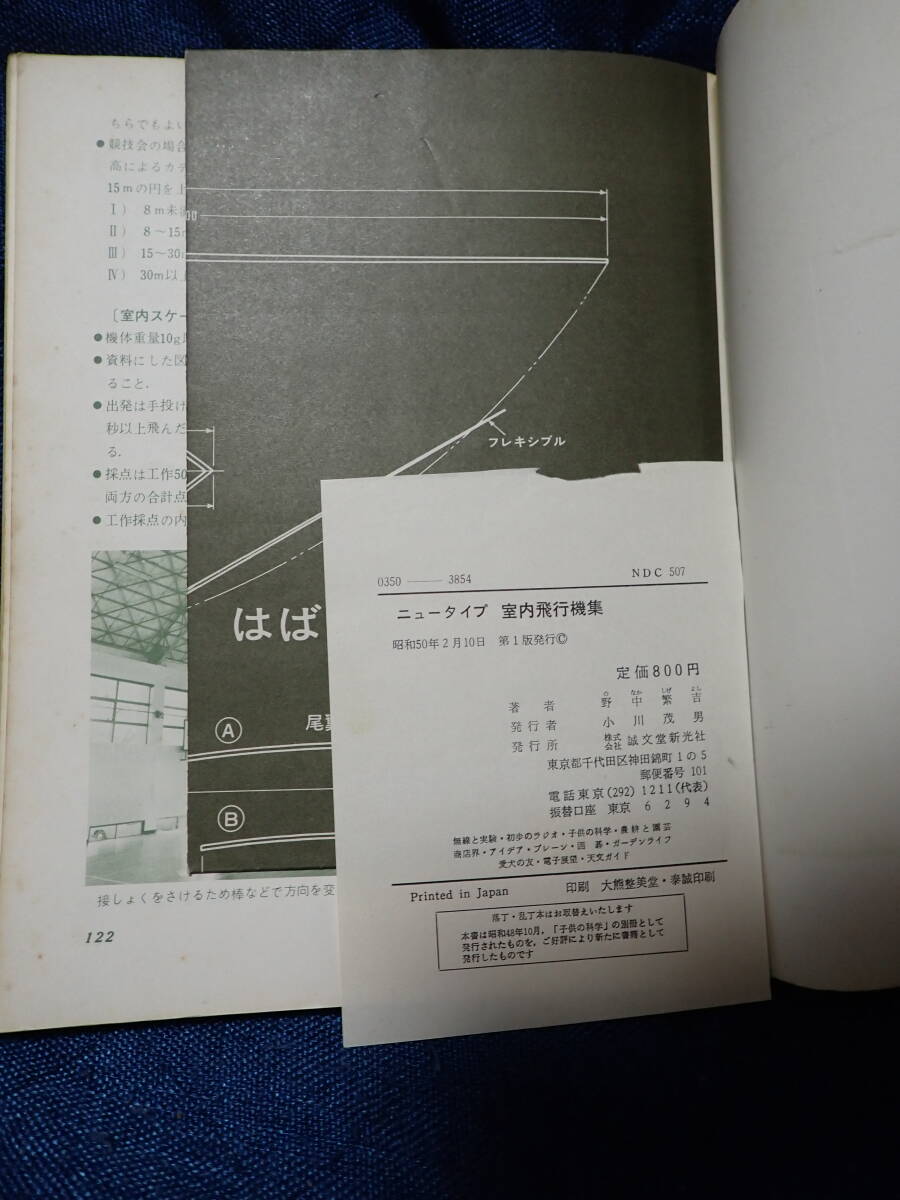 ちらでもよい
●競技会の場合
高によるカテ
15mの円を上
Ⅰ) 8m未満
Ⅱ) 8～15m
Ⅲ) 15～30m
Ⅳ) 30m以上
〔室内スケー
●機体重量10g以
●資料にした図
ること.
●出発は手投げ
秒以上飛んだ
る.
●採点は工作50
両方の合計点
●工作採点の内
接しょくをさけるため棒などで方向を変
122
00
フレキシブル
はば
Ⓐ 尾翼
Ⓑ
0350 ―― 3854 NDC 507
ニュータイプ 室内飛行機集
昭和50年2月10日 第1版発行©
定価800円
著者 野中繁吉
の なか しげ よし
発行者 小川茂男
発行所 株式会社 誠文堂新光社
東京都千代田区神田錦町1の5
郵便番号 101
電話東京(292) 1211(代表)
振替口座 東京 6294
無線と実験・初歩のラジオ・子供の科学・農耕と園芸
商店界・アイデア・ブレーン・囲碁・ガーデンライフ
愛犬の友・電子展望・天文ガイド
Printed in Japan 印刷 大熊整美堂・泰誠印刷
落丁・乱丁本はお取替えいたします
本書は昭和48年10月,「子供の科学」の別冊として
発行されたものを,ご好評により新たに書籍として
発行したものです